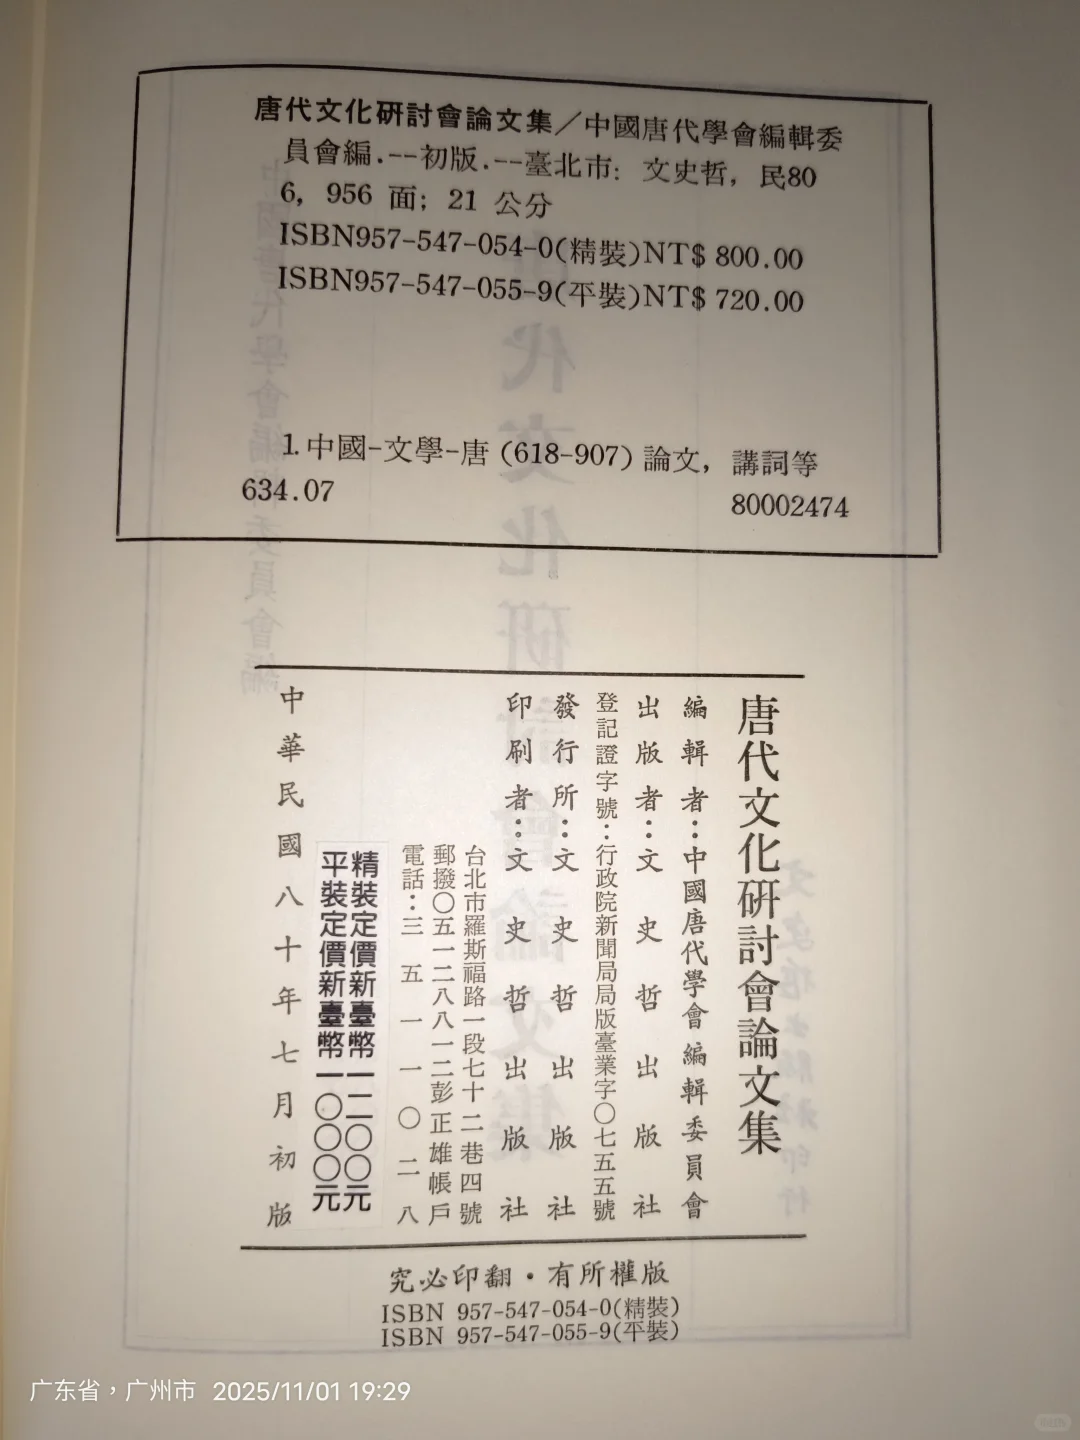 唐代文化硏討會論文集／中國唐代學會編輯委
員會編.--初版.--臺北市：文史哲，民80
6，956 面；21 公分
ISBN957-547-054-0(精裝)NT$ 800.00
ISBN957-547-055-9(平裝)NT$ 720.00
1.中國-文學-唐（618-907）論文，講詞等
634.07
80002474
唐代文化硏討會論文集
編輯者：中國唐代學會編輯委員會
出版者：文史哲出版社
登記證字號：行政院新聞局局版臺業字〇七五五號
發行所：文史哲出版社
印刷者：文史哲出版社
台北市羅斯福路一段七十二巷四號
郵撥〇五一二八八一二彭正雄帳戶
電話：三五一一〇二八
精裝定價新臺幣一二〇〇元
平裝定價新臺幣一〇〇〇元
中華民國八十年七月初版
究必印翻・有所權版
ISBN 957-547-054-0(精裝)
ISBN 957-547-055-9(平裝)
广东省，广州市 2025/11/01 19:29